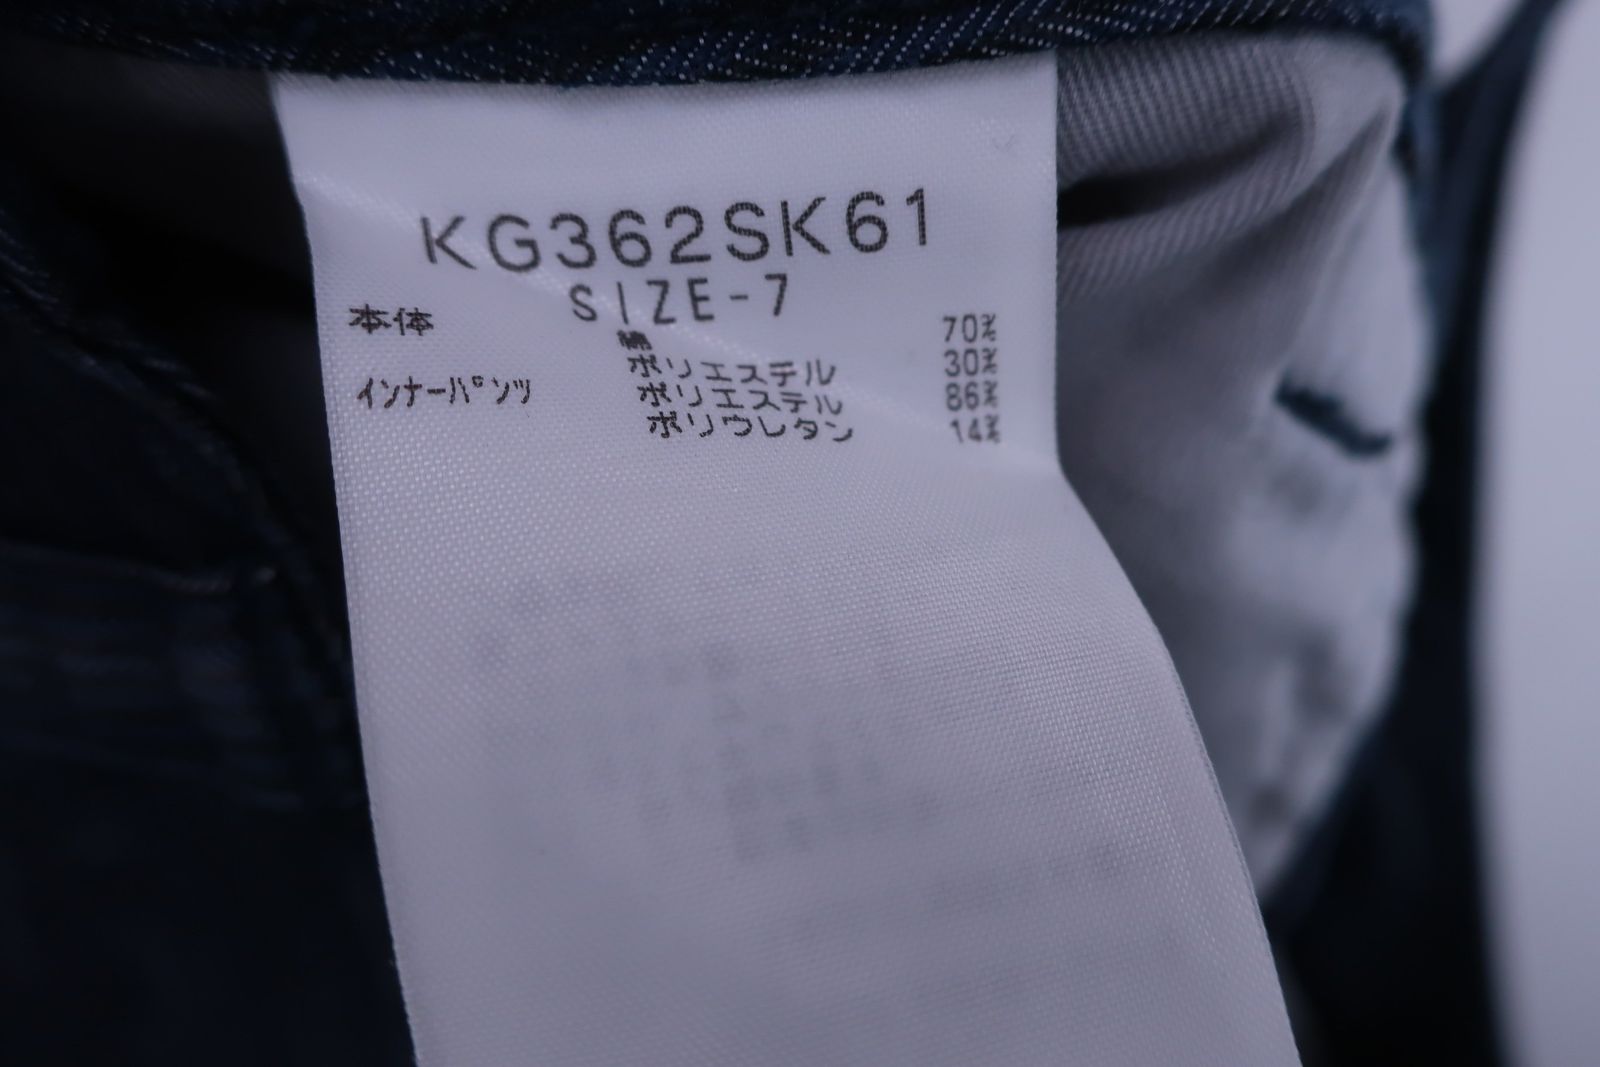 KG362SK61
SIZE-7
本体 綿 70%
ポリエステル 30%
インナーパンツ ポリエステル 86%
ポリウレタン 14%